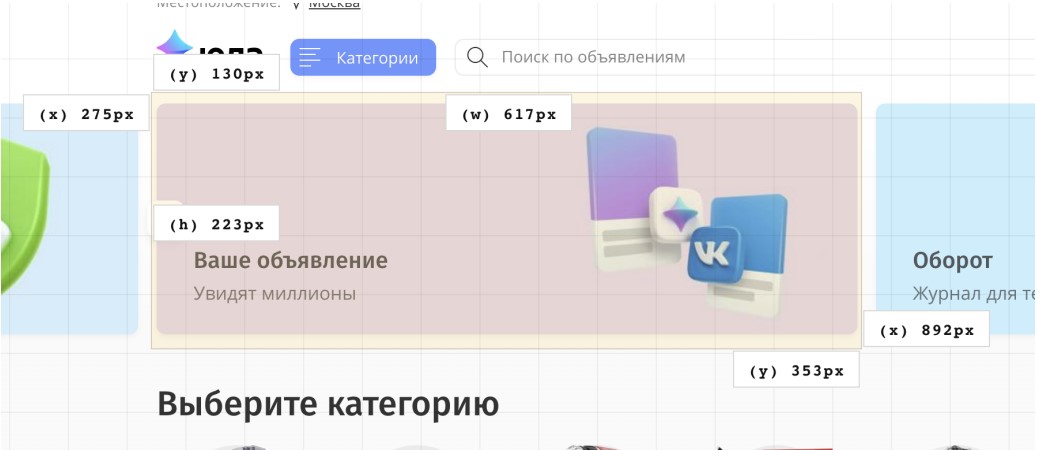 Местоположение: Москва
юла
Категории
Поиск по объявлениям
(y) 130px
(x) 275px
(w) 617px
(h) 223px
Ваше объявление
Увидят миллионы
Оборот
Журнал для те
(x) 892px
(y) 353px
Выберите категорию